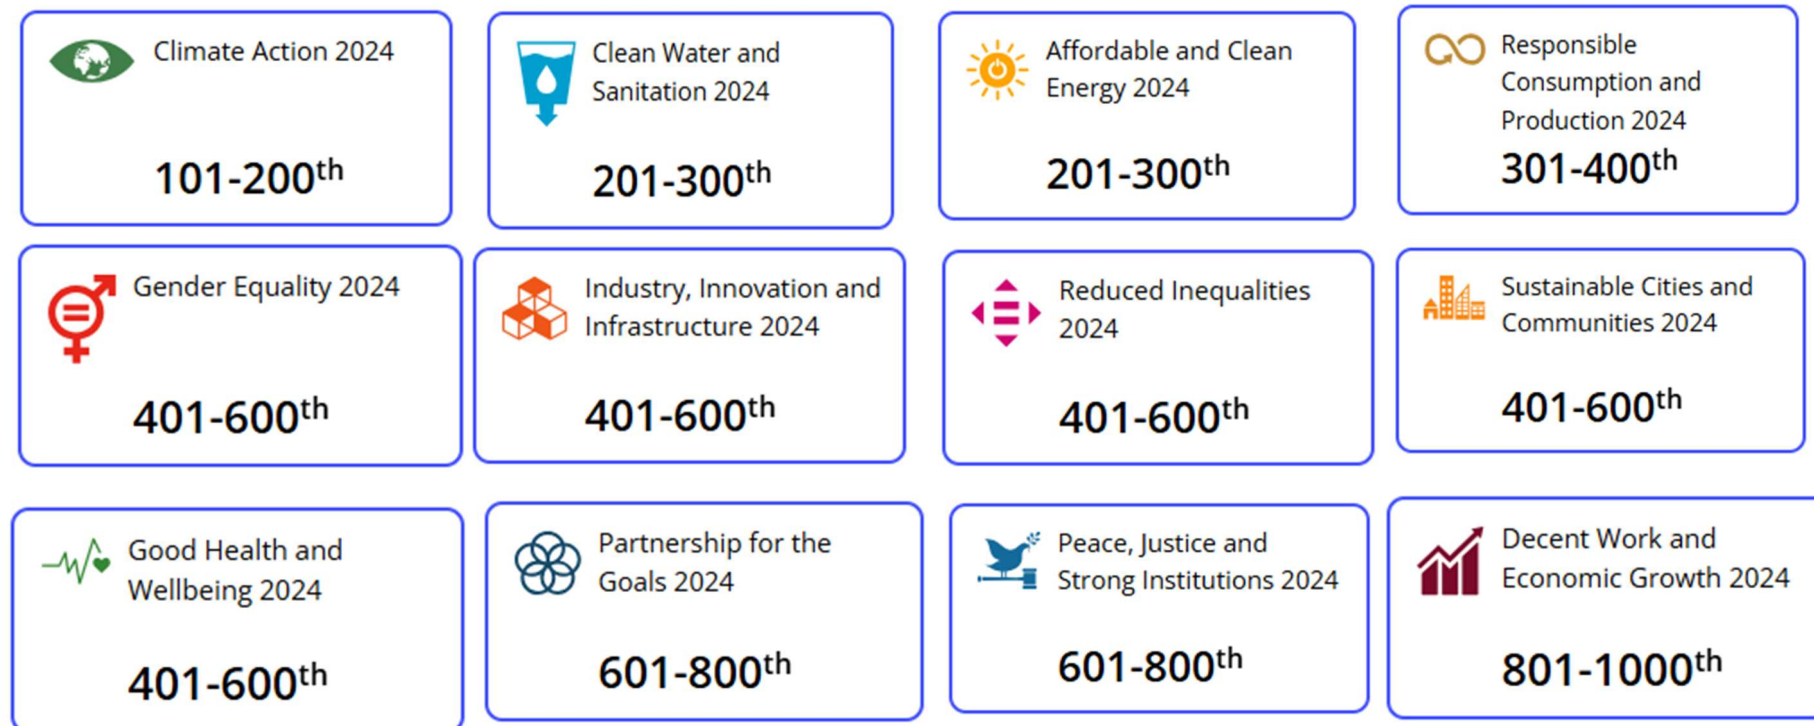 Climate Action 2024
101-200th
Clean Water and
Sanitation 2024
201-300th
Affordable and Clean
Energy 2024
201-300th
Responsible
Consumption and
Production 2024
301-400th
Gender Equality 2024
401-600th
Industry, Innovation and
Infrastructure 2024
401-600th
Reduced Inequalities
2024
401-600th
Sustainable Cities and
Communities 2024
401-600th
Good Health and
Wellbeing 2024
401-600th
Partnership for the
Goals 2024
601-800th
Peace, Justice and
Strong Institutions 2024
601-800th
Decent Work and
Economic Growth 2024
801-1000th